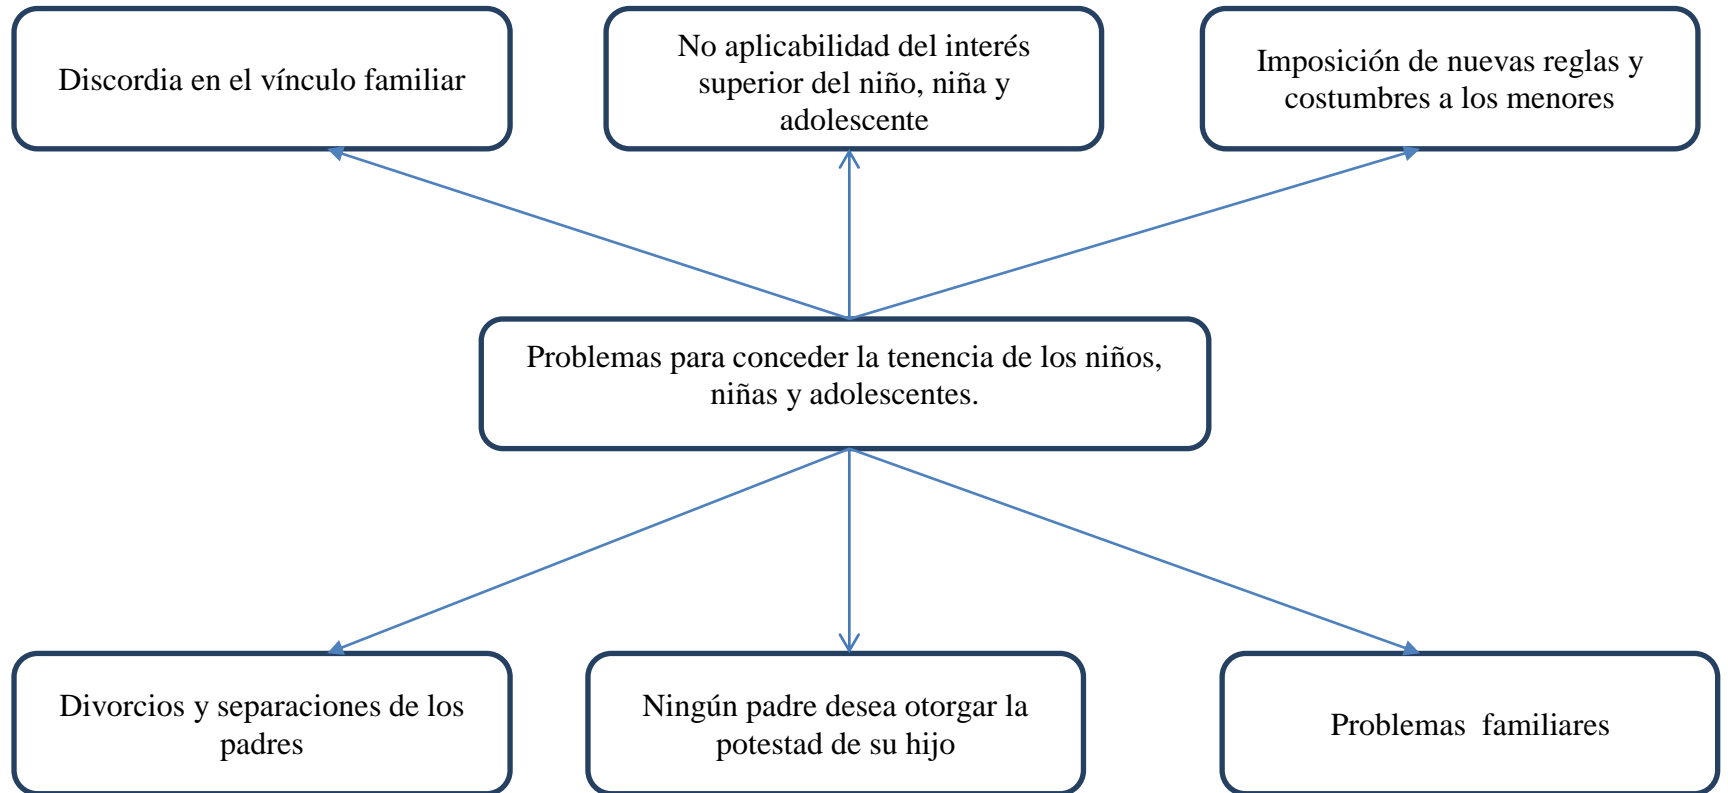 Discordia en el vínculo familiar
No aplicabilidad del interés
superior del niño, niña y
adolescente
Imposición de nuevas reglas y
costumbres a los menores
Problemas para conceder la tenencia de los niños,
niñas y adolescentes.
Divorcios y separaciones de los
padres
Ningún padre desea otorgar la
potestad de su hijo
Problemas  familiares